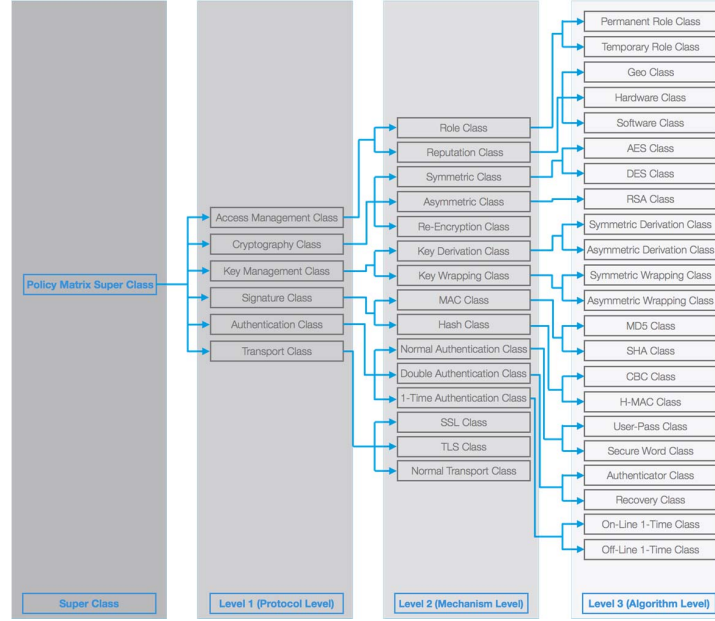 Policy Matrix Super Class
Super Class
Access Management Class
Cryptography Class
Key Management Class
Signature Class
Authentication Class
Transport Class
Level 1 (Protocol Level)
Role Class
Reputation Class
Symmetric Class
Asymmetric Class
Re-Encryption Class
Key Derivation Class
Key Wrapping Class
MAC Class
Hash Class
Normal Authentication Class
Double Authentication Class
1-Time Authentication Class
SSL Class
TLS Class
Normal Transport Class
Level 2 (Mechanism Level)
Permanent Role Class
Temporary Role Class
Geo Class
Hardware Class
Software Class
AES Class
DES Class
RSA Class
Symmetric Derivation Class
Asymmetric Derivation Class
Symmetric Wrapping Class
Asymmetric Wrapping Class
MD5 Class
SHA Class
CBC Class
H-MAC Class
User-Pass Class
Secure Word Class
Authenticator Class
Recovery Class
On-Line 1-Time Class
Off-Line 1-Time Class
Level 3 (Algorithm Level)